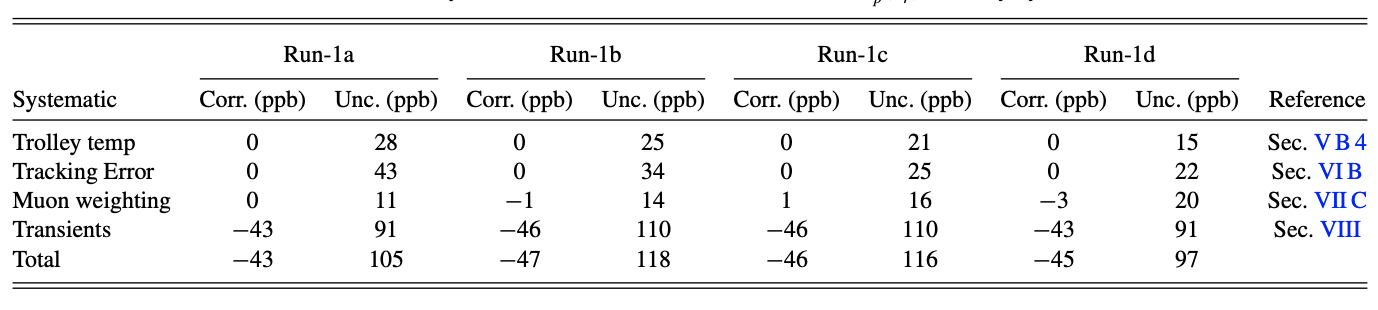 Run-1a Run-1b Run-1c Run-1d
Systematic Corr. (ppb) Unc. (ppb) Corr. (ppb) Unc. (ppb) Corr. (ppb) Unc. (ppb) Corr. (ppb) Unc. (ppb) Reference
Trolley temp 0 28 0 25 0 21 0 15 Sec. V B 4
Tracking Error 0 43 0 34 0 25 0 22 Sec. VI B
Muon weighting 0 11 −1 14 1 16 −3 20 Sec. VII C
Transients −43 91 −46 110 −46 110 −43 91 Sec. VIII
Total −43 105 −47 118 −46 116 −45 97